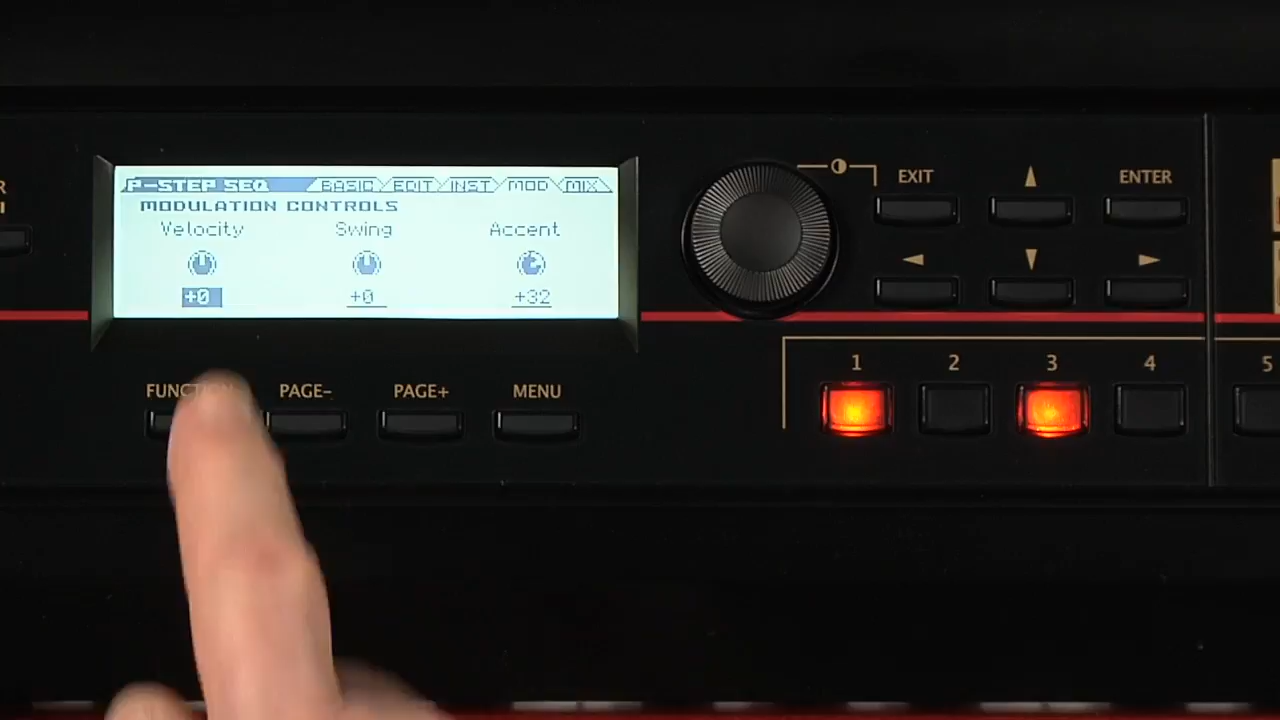 P-STEP SEQ BASIC EDIT INST MOD MIX
MODULATION CONTROLS
Velocity Swing Accent
+0 +0 +32
EXIT ENTER
FUNCTION PAGE- PAGE+ MENU
1 2 3 4 5